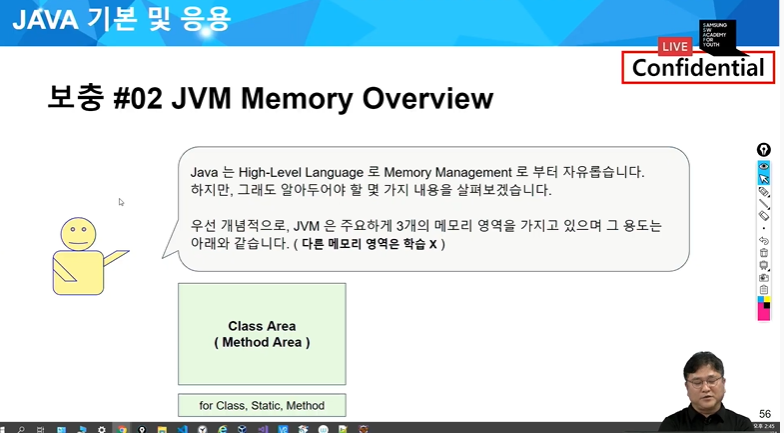 JAVA 기본 및 응용
SAMSUNG
SW
ACADEMY
FOR
YOUTH
LIVE
Confidential
보충 #02 JVM Memory Overview
Java 는 High-Level Language 로 Memory Management 로 부터 자유롭습니다.
하지만, 그래도 알아두어야 할 몇 가지 내용을 살펴보겠습니다.
우선 개념적으로, JVM 은 주요하게 3개의 메모리 영역을 가지고 있으며 그 용도는
아래와 같습니다. ( 다른 메모리 영역은 학습 X )
Class Area
( Method Area )
for Class, Static, Method
56
오후 2:45